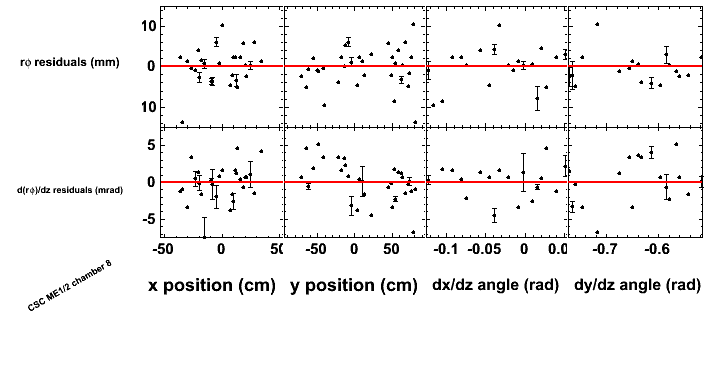 10
rφ residuals (mm)
0
10
5
d(rφ)/dz residuals (mrad)
0
-5
-50 0 50 -50 0 50 -0.1 -0.05 0 0.0 -0.7 -0.6
x position (cm) y position (cm) dx/dz angle (rad) dy/dz angle (rad)
CSC ME1/2 chamber 8